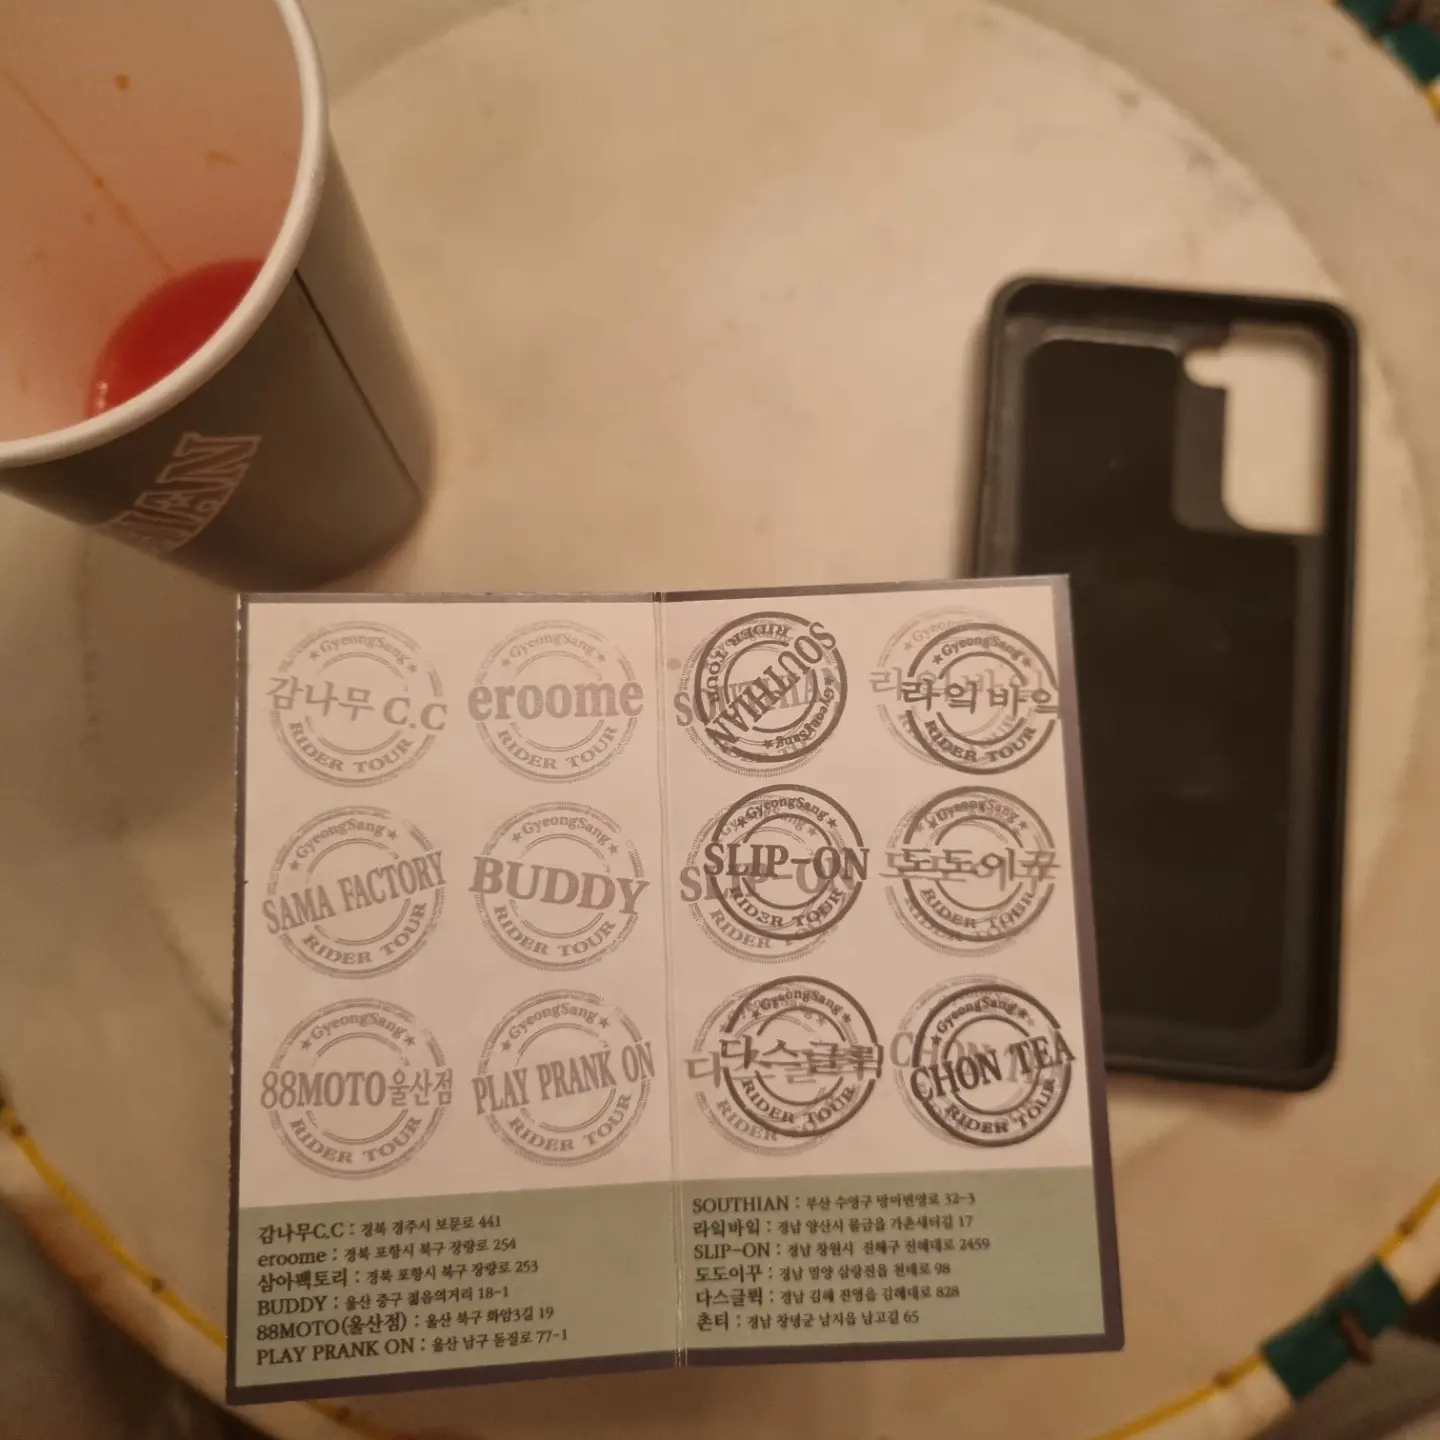 GyeongSang
감나무 C.C
RIDER TOUR
GyeongSang
eroome
RIDER TOUR
GyeongSang
SOUTHIAN
RIDER TOUR
GyeongSang
라잌바잌
RIDER TOUR
GyeongSang
SAMA FACTORY
RIDER TOUR
GyeongSang
BUDDY
RIDER TOUR
GyeongSang
SLIP-ON
RIDER TOUR
GyeongSang
도도이꾸
RIDER TOUR
GyeongSang
88MOTO울산점
RIDER TOUR
GyeongSang
PLAY PRANK ON
RIDER TOUR
GyeongSang
다스글뤽
RIDER TOUR
GyeongSang
CHON TEA
RIDER TOUR
감나무C.C : 경북 경주시 보문로 441
eroome : 경북 포항시 북구 장량로 254
삼아팩토리 : 경북 포항시 북구 장량로 253
BUDDY : 울산 중구 젊음의거리 18-1
88MOTO(울산점) : 울산 북구 화암3길 19
PLAY PRANK ON : 울산 남구 돋질로 77-1
SOUTHIAN : 부산 수영구 망미번영로 32-3
라잌바잌 : 경남 양산시 물금읍 가촌새터길 17
SLIP-ON : 경남 창원시 진해구 진해대로 2459
도도이꾸 : 경남 밀양 삼랑진읍 천태로 98
다스글뤽 : 경남 김해 진영읍 김해대로 828
촌티 : 경남 창녕군 남지읍 남고길 65